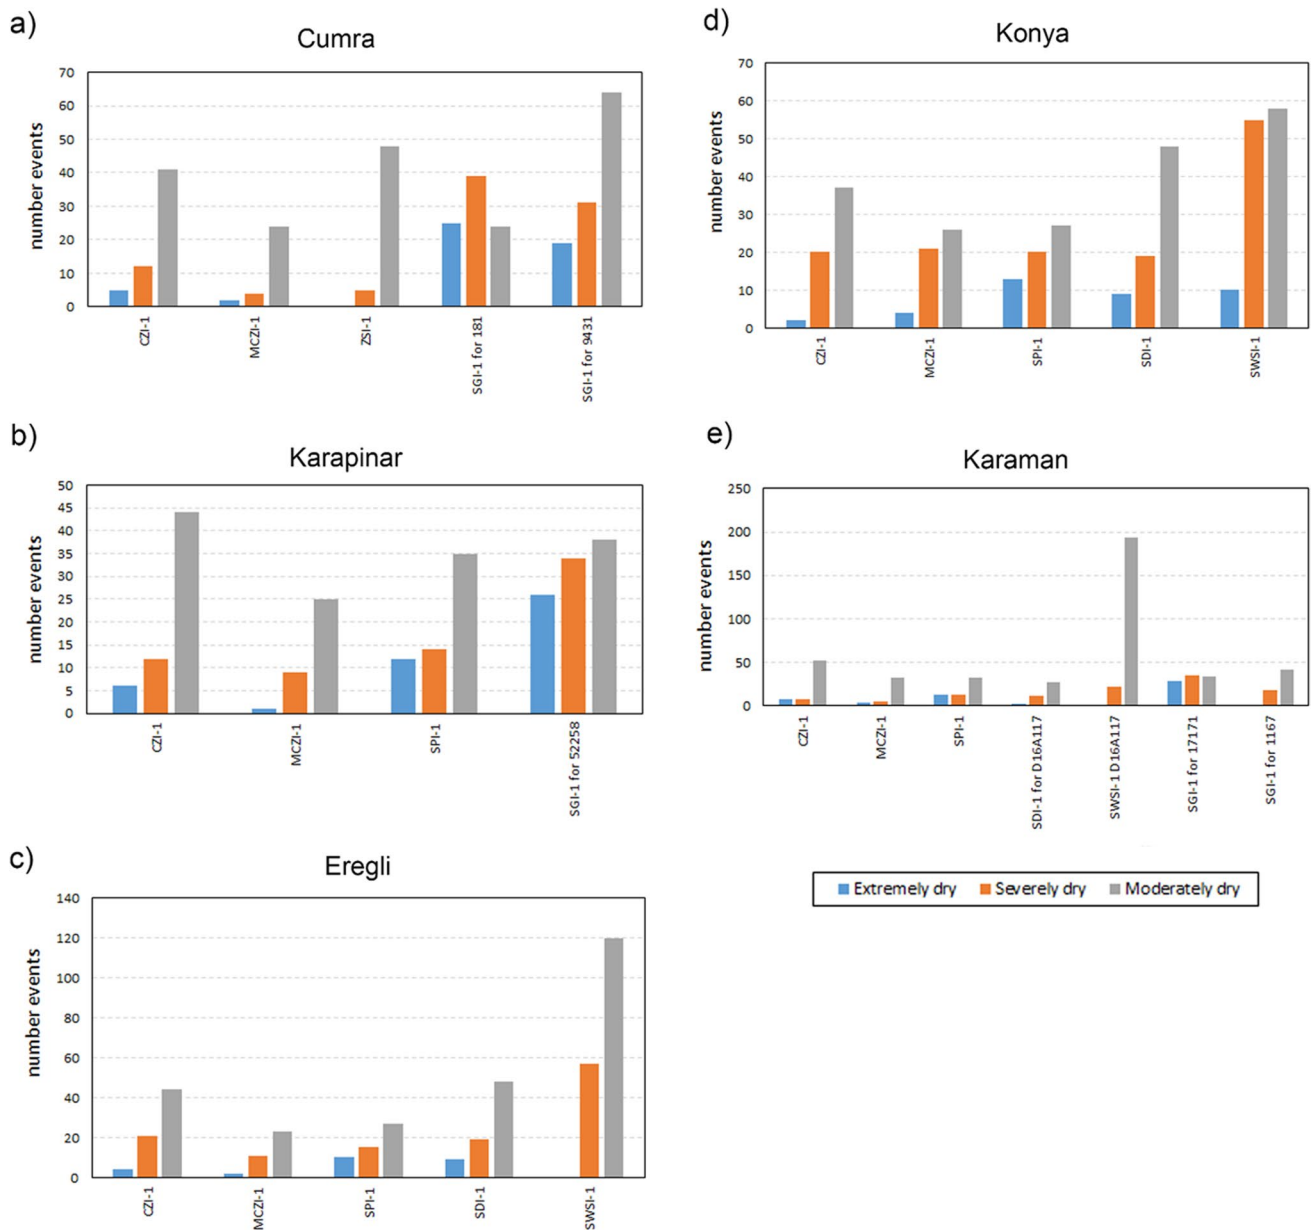 a)
Cumra
number events
70
60
50
40
30
20
10
0
CZI-1
MCZI-1
ZSI-1
SGI-1 for 181
SGI-1 for 9431
b)
Karapinar
number events
50
45
40
35
30
25
20
15
10
5
0
CZI-1
MCZI-1
SPI-1
SGI-1 for 52258
c)
Eregli
number events
140
120
100
80
60
40
20
0
CZI-1
MCZI-1
SPI-1
SDI-1
SWSI-1
d)
Konya
number events
70
60
50
40
30
20
10
0
CZI-1
MCZI-1
SPI-1
SDI-1
SWSI-1
e)
Karaman
number events
250
200
150
100
50
0
CZI-1
MCZI-1
SPI-1
SDI-1 for D16A117
SWSI-1 D16A117
SGI-1 for 17171
SGI-1 for 1167
Extremely dry Severely dry Moderately dry